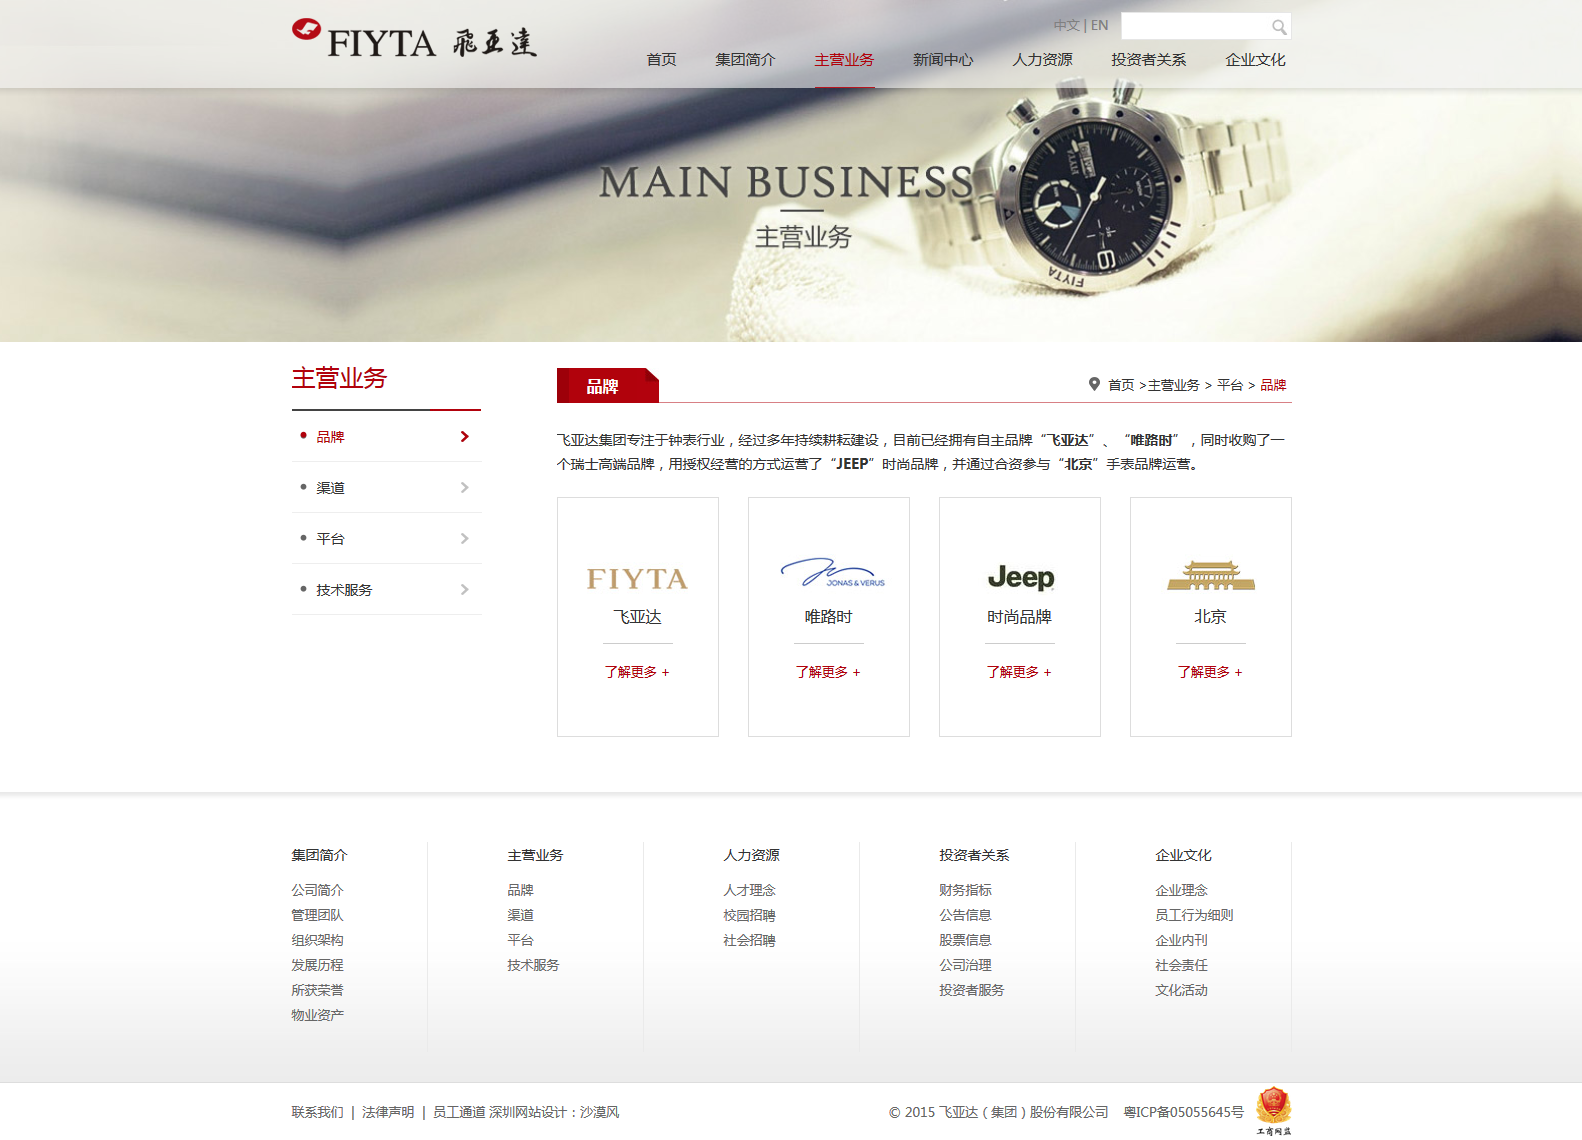 FIYTA 飛亚達
中文 | EN
首页 集团简介 主营业务 新闻中心 人力资源 投资者关系 企业文化
MAIN BUSINESS
主营业务
FIYTA
FIYTA
主营业务
品牌
渠道
平台
技术服务
品牌
首页 >主营业务 > 平台 > 品牌
飞亚达集团专注于钟表行业，经过多年持续耕耘建设，目前已经拥有自主品牌“飞亚达”、“唯路时”，同时收购了一
个瑞士高端品牌，用授权经营的方式运营了“JEEP”时尚品牌，并通过合资参与“北京”手表品牌运营。
FIYTA
飞亚达
了解更多 +
JONAS & VERUS
唯路时
了解更多 +
Jeep
时尚品牌
了解更多 +
北京
了解更多 +
集团简介
公司简介
管理团队
组织架构
发展历程
所获荣誉
物业资产
主营业务
品牌
渠道
平台
技术服务
人力资源
人才理念
校园招聘
社会招聘
投资者关系
财务指标
公告信息
股票信息
公司治理
投资者服务
企业文化
企业理念
员工行为细则
企业内刊
社会责任
文化活动
联系我们 | 法律声明 | 员工通道 深圳网站设计：沙漠风
© 2015 飞亚达（集团）股份有限公司 粤ICP备05055645号
工商网监